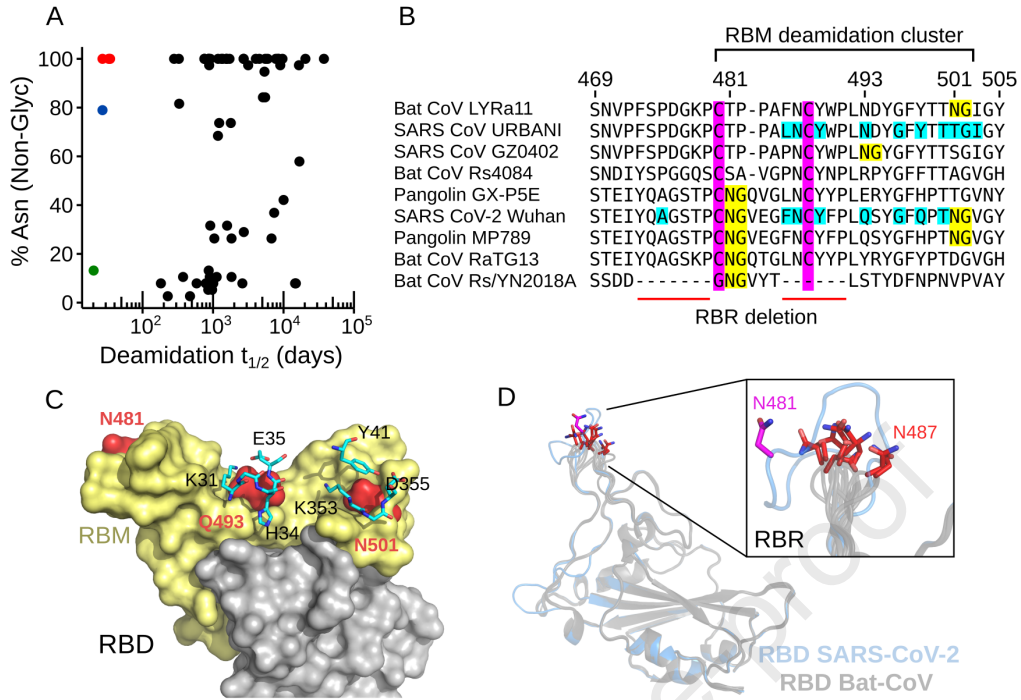 A
% Asn (Non-Glyc)
100
80
60
40
20
0
10² 10³ 10⁴ 10⁵
Deamidation t1/2 (days)
B
RBM deamidation cluster
469 481 493 501 505
Bat CoV LYRa11 SNVPFSPDGKPCTP-PAFNCYWPLNDYGFYTTNGIGY
SARS CoV URBANI SNVPFSPDGKPCTP-PALNCYWPLNDYGFYTTTGIGY
SARS CoV GZ0402 SNVPFSPDGKPCTP-PAPNCYWPLNGYGFYTTSGIGY
Bat CoV Rs4084 SNDIYSPGGQSCSA-VGPNCYNPLRPYGFFTTAGVGH
Pangolin GX-P5E STEIYQAGSTPCNGQVGLNCYYPLERYGFHPTTGVNY
SARS CoV-2 Wuhan STEIYQAGSTPCNGVEGFNCYFPLQSYGFQPTNGVGY
Pangolin MP789 STEIYQAGSTPCNGVEGFNCYFPLQSYGFHPTNGVGY
Bat CoV RaTG13 STEIYQAGSKPCNGQTGLNCYYPLYRYGFYPTDGVGH
Bat CoV Rs/YN2018A SSDD-------GNGVYT------LSTYDFNPNVPVAY
RBR deletion
C
N481
E35
Y41
K31
D355
K353
Q493
H34
N501
RBM
RBD
D
N481
N487
RBR
RBD SARS-CoV-2
RBD Bat-CoV